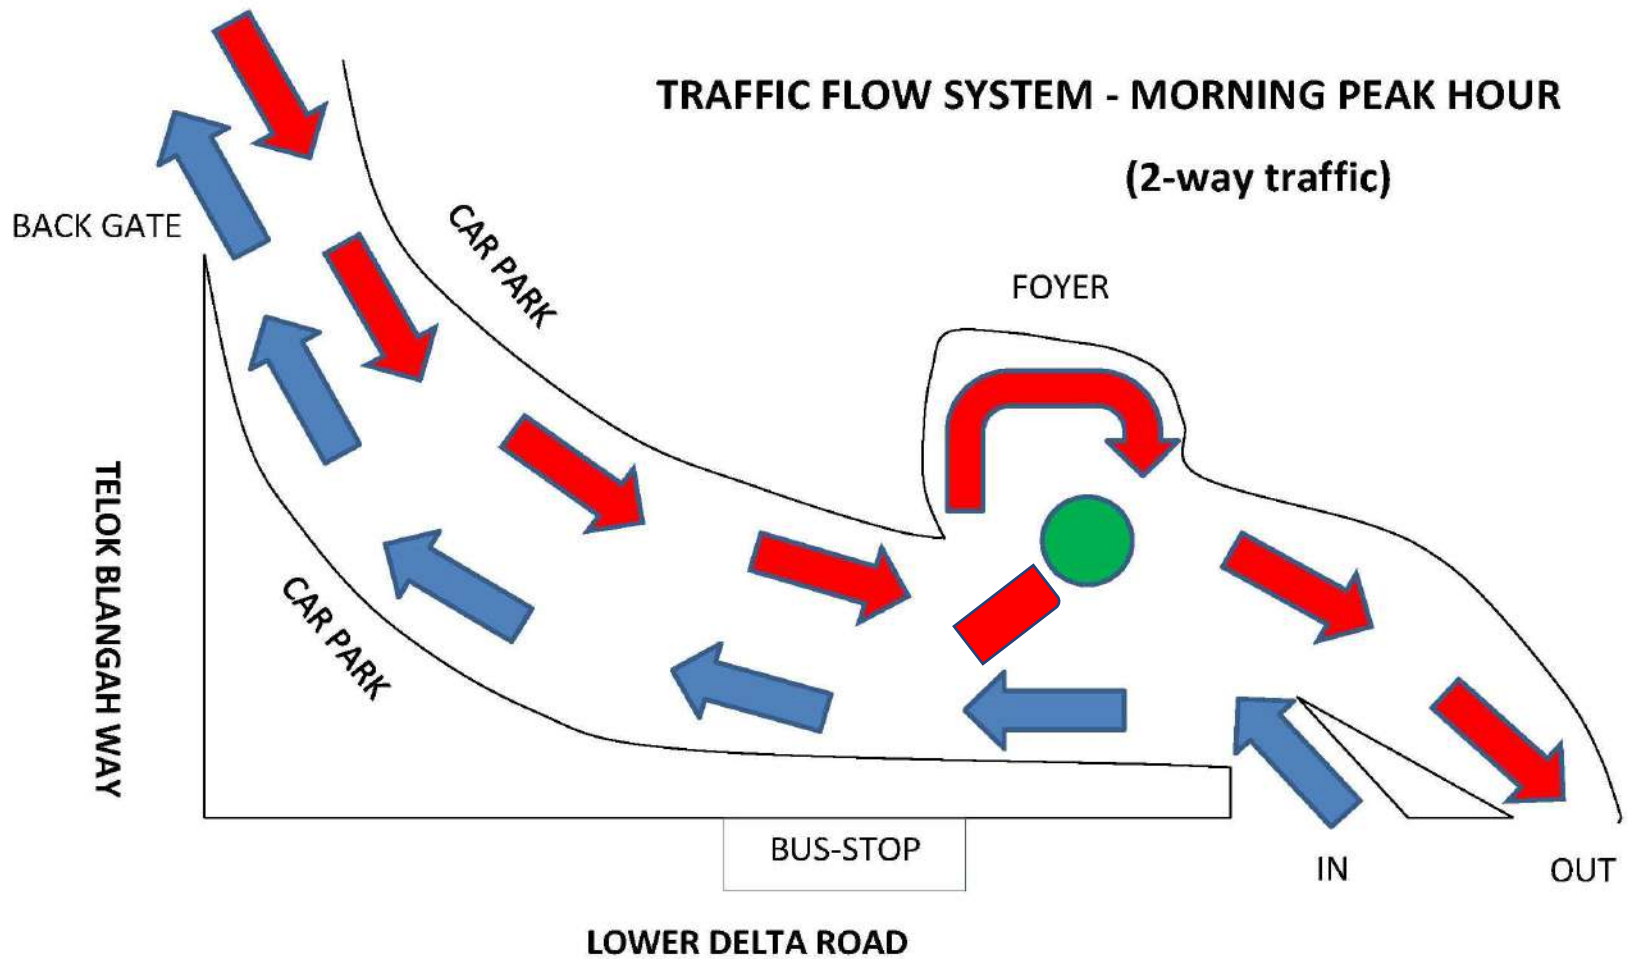 TRAFFIC FLOW SYSTEM - MORNING PEAK HOUR
(2-way traffic)
BACK GATE
CAR PARK
FOYER
TELOK BLANGAH WAY
CAR PARK
BUS-STOP
IN
OUT
LOWER DELTA ROAD